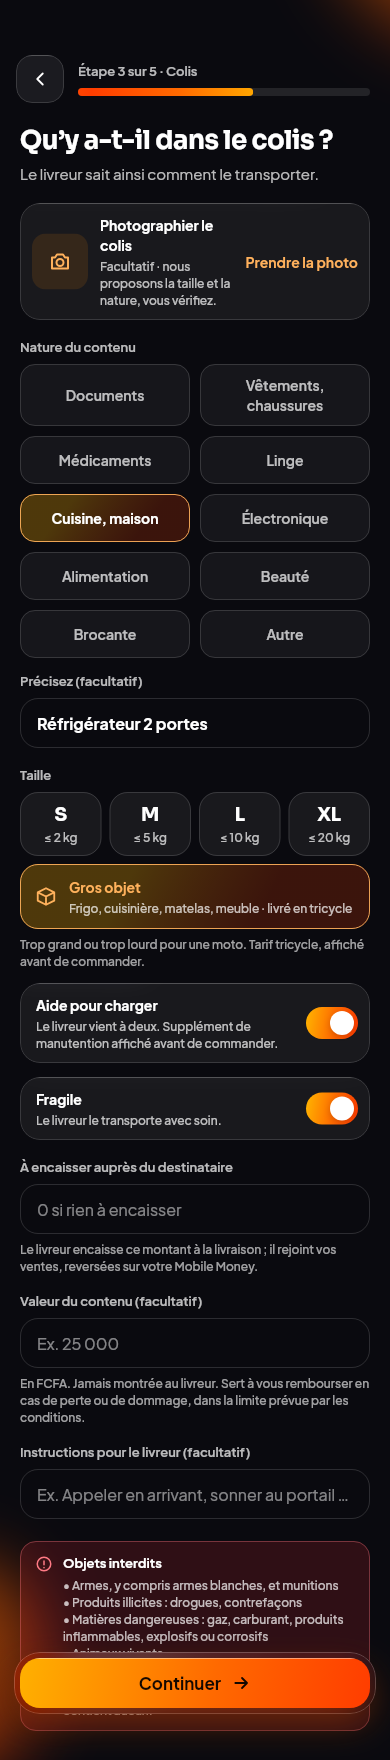 Étape 3 sur 5 · Colis
Qu’y a-t-il dans le colis ?
Le livreur sait ainsi comment le transporter.
Photographier le
colis
Facultatif · nous
proposons la taille et la
nature, vous vérifiez.
Prendre la photo
Nature du contenu
Documents
Vêtements,
chaussures
Médicaments
Linge
Cuisine, maison
Électronique
Alimentation
Beauté
Brocante
Autre
Précisez (facultatif)
Réfrigérateur 2 portes
Taille
S
≤ 2 kg
M
≤ 5 kg
L
≤ 10 kg
XL
≤ 20 kg
Gros objet
Frigo, cuisinière, matelas, meuble · livré en tricycle
Trop grand ou trop lourd pour une moto. Tarif tricycle, affiché
avant de commander.
Aide pour charger
Le livreur vient à deux. Supplément de
manutention affiché avant de commander.
Fragile
Le livreur le transporte avec soin.
À encaisser auprès du destinataire
0 si rien à encaisser
Le livreur encaisse ce montant à la livraison ; il rejoint vos
ventes, reversées sur votre Mobile Money.
Valeur du contenu (facultatif)
Ex. 25 000
En FCFA. Jamais montrée au livreur. Sert à vous rembourser en
cas de perte ou de dommage, dans la limite prévue par les
conditions.
Instructions pour le livreur (facultatif)
Ex. Appeler en arrivant, sonner au portail ...
Objets interdits
• Armes, y compris armes blanches, et munitions
• Produits illicites : drogues, contrefaçons
• Matières dangereuses : gaz, carburant, produits
inflammables, explosifs ou corrosifs
Continuer →